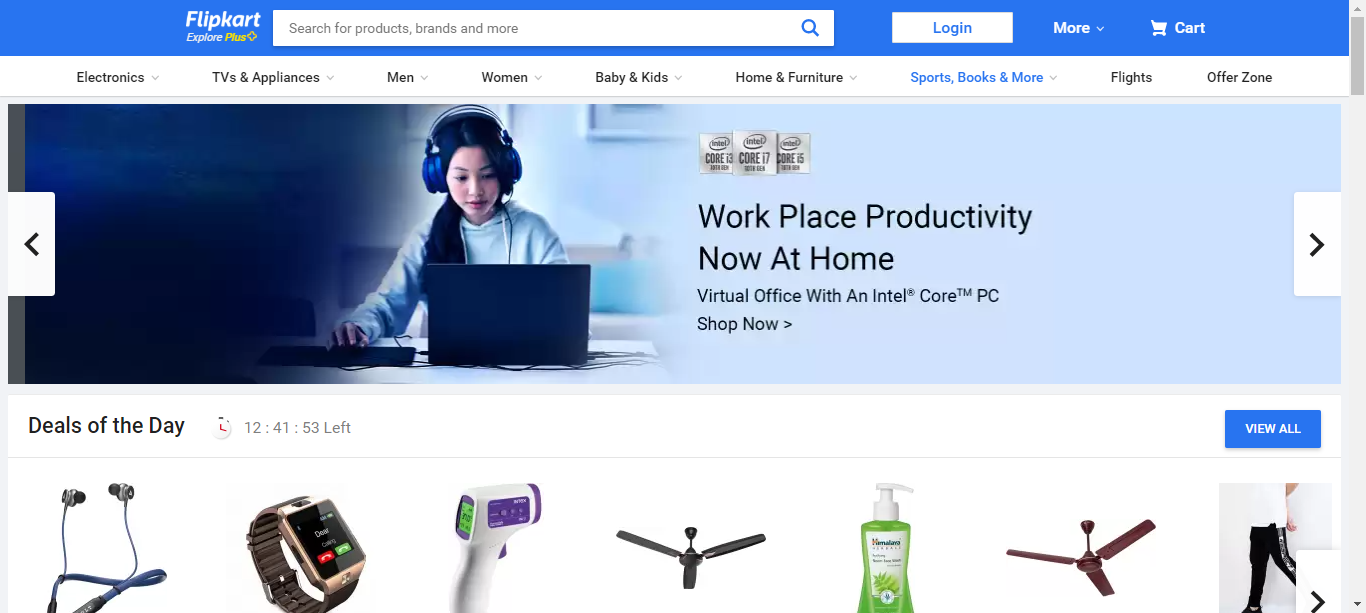 Flipkart
Explore Plus
Search for products, brands and more
Login
More
Cart
Electronics
TVs & Appliances
Men
Women
Baby & Kids
Home & Furniture
Sports, Books & More
Flights
Offer Zone
intel CORE i3 10TH GEN
intel CORE i7 10TH GEN
intel CORE i5 10TH GEN
Work Place Productivity
Now At Home
Virtual Office With An Intel® Core™ PC
Shop Now >
Deals of the Day
12 : 41 : 53 Left
VIEW ALL
Dear
Calling
Himalaya
HERBALS